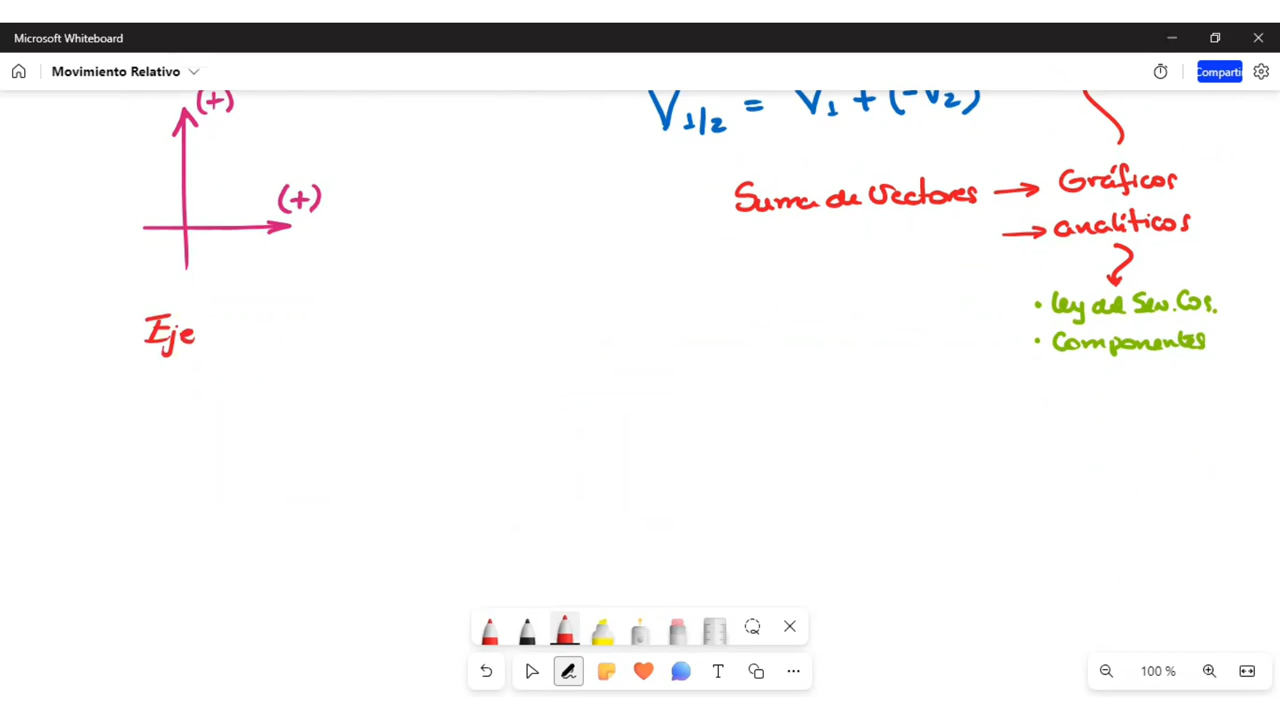 Microsoft Whiteboard
Movimiento Relativo
Comparti
(+)
V1/2 = V1 + (-V2)
(+)
Suma de Vectores → Gráficos
→ analíticos
• ley del Sen. Cos.
• Componentes
Eje
100 %